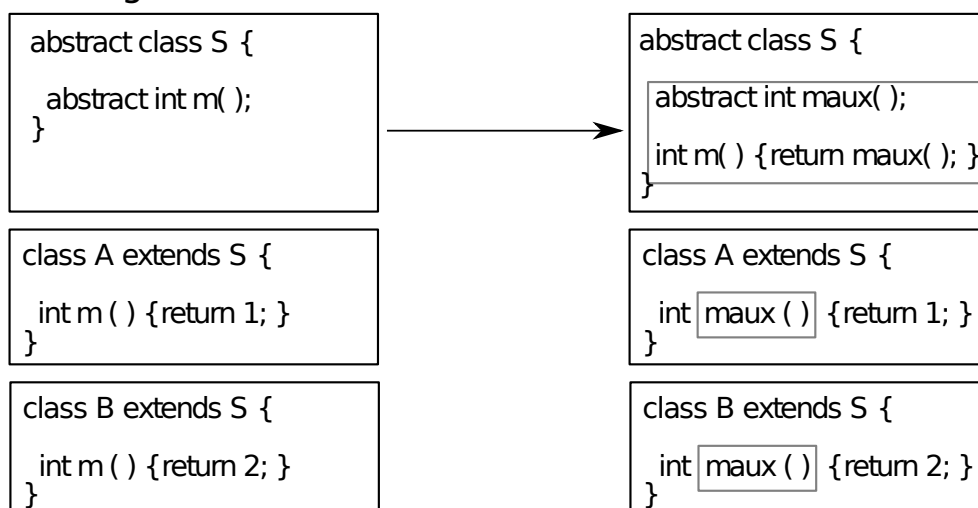 abstract class S {
abstract int m( );
}
class A extends S {
int m ( ) {return 1; }
}
class B extends S {
int m ( ) {return 2; }
}
abstract class S {
abstract int maux( );
int m( ) {return maux( ); }
}
class A extends S {
int maux ( ) {return 1; }
}
class B extends S {
int maux ( ) {return 2; }
}